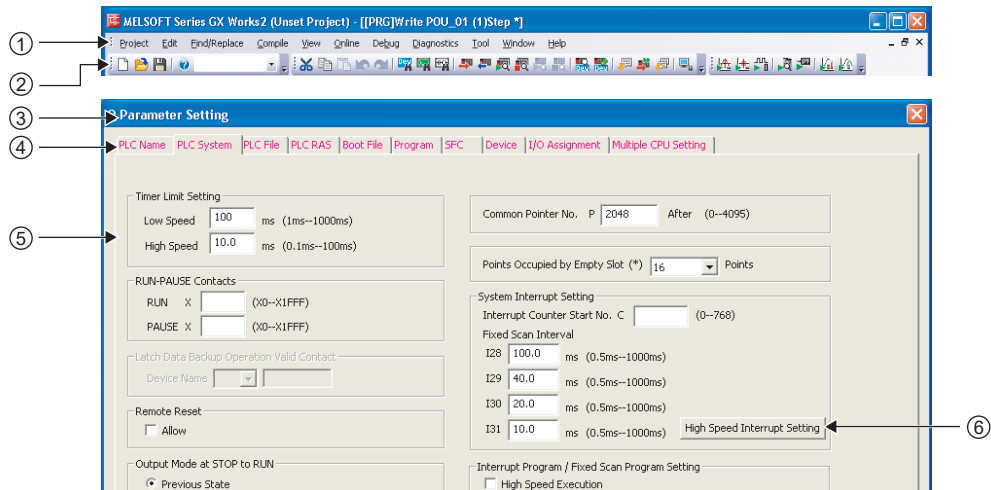 MELSOFT Series GX Works2 (Unset Project) - [[PRG]Write POU_01 (1)Step *]
① Project Edit Find/Replace Compile View Online Debug Diagnostics Tool Window Help
②
③ Parameter Setting
④ PLC Name PLC System PLC File PLC RAS Boot File Program SFC Device I/O Assignment Multiple CPU Setting
⑤
Timer Limit Setting
Low Speed 100 ms (1ms--1000ms)
High Speed 10.0 ms (0.1ms--100ms)
RUN-PAUSE Contacts
RUN X (X0--X1FFF)
PAUSE X (X0--X1FFF)
Latch Data Backup Operation Valid Contact
Device Name
Remote Reset
Allow
Output Mode at STOP to RUN
Previous State
Common Pointer No. P 2048 After (0--4095)
Points Occupied by Empty Slot (*) 16 Points
System Interrupt Setting
Interrupt Counter Start No. C (0--768)
Fixed Scan Interval
I28 100.0 ms (0.5ms--1000ms)
I29 40.0 ms (0.5ms--1000ms)
I30 20.0 ms (0.5ms--1000ms)
I31 10.0 ms (0.5ms--1000ms) High Speed Interrupt Setting ⑥
Interrupt Program / Fixed Scan Program Setting
High Speed Execution